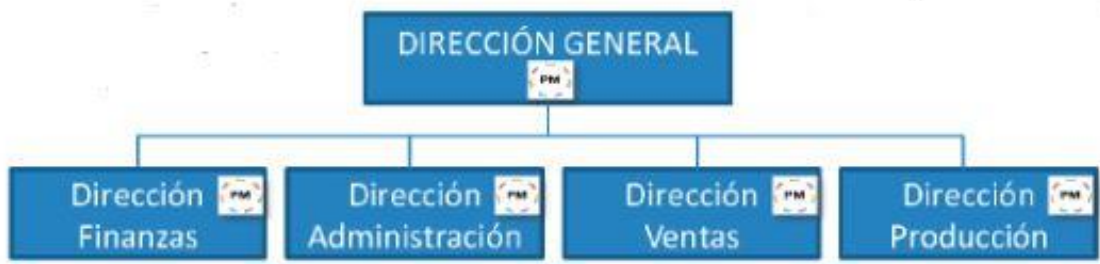 DIRECCIÓN GENERAL
PM
Dirección PM
Finanzas
Dirección PM
Administración
Dirección PM
Ventas
Dirección PM
Producción